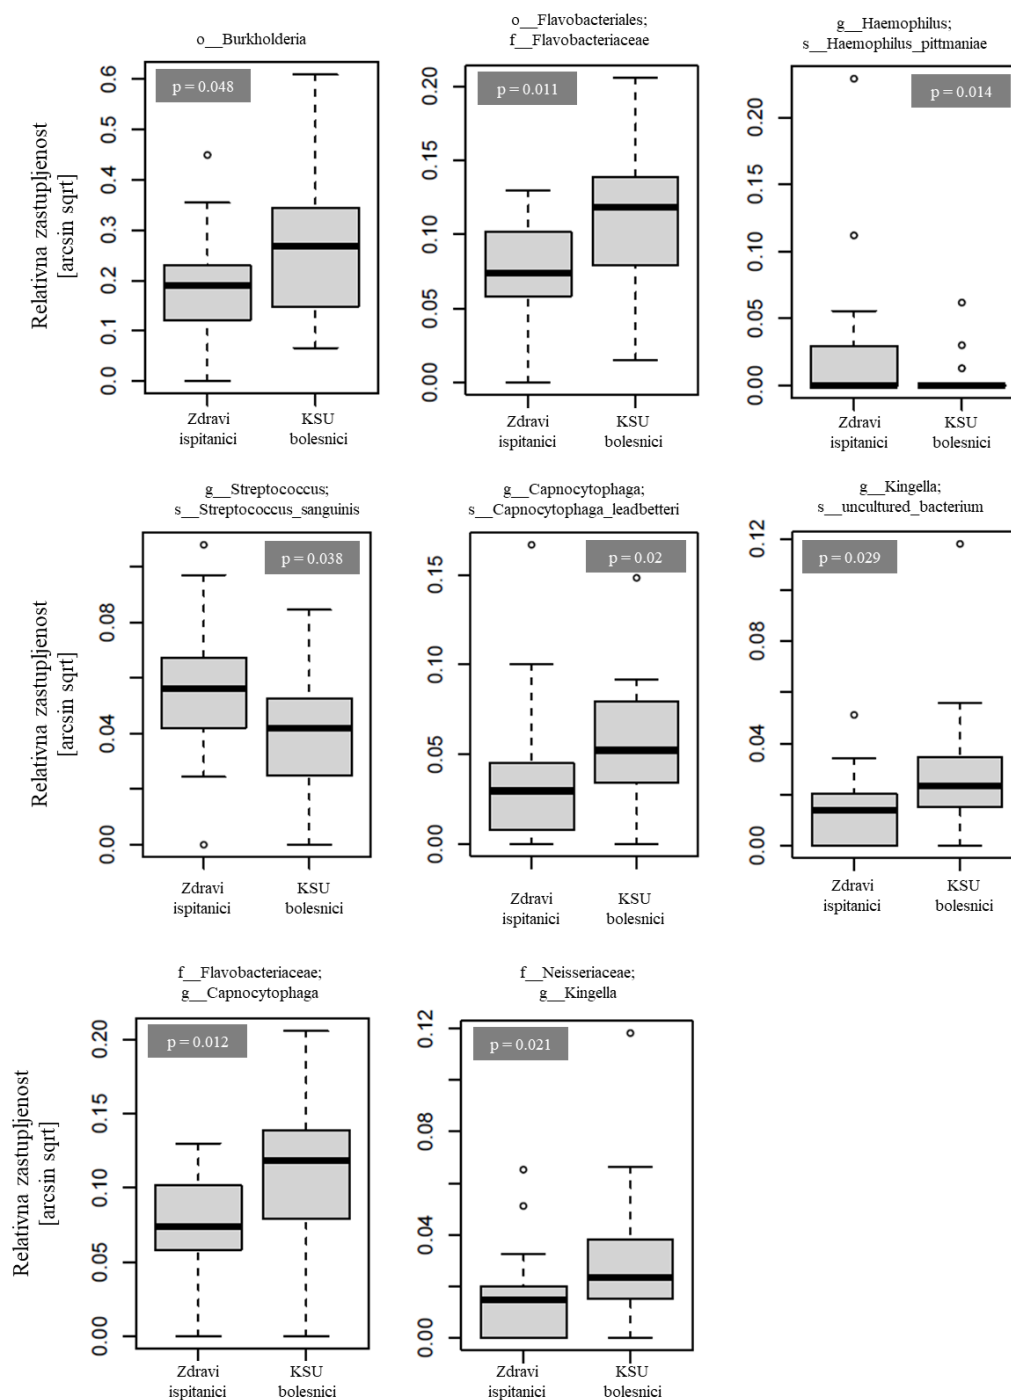 o__Burkholderia
p = 0.048
Relativna zastupljenost
[arcsin sqrt]
0.6
0.5
0.4
0.3
0.2
0.1
0.0
Zdravi
ispitanici
KSU
bolesnici
o__Flavobacteriales;
f__Flavobacteriaceae
p = 0.011
0.20
0.15
0.10
0.05
0.00
Zdravi
ispitanici
KSU
bolesnici
g__Haemophilus;
s__Haemophilus_pittmaniae
p = 0.014
0.20
0.15
0.10
0.05
0.00
Zdravi
ispitanici
KSU
bolesnici
g__Streptococcus;
s__Streptococcus_sanguinis
p = 0.038
Relativna zastupljenost
[arcsin sqrt]
0.08
0.04
0.00
Zdravi
ispitanici
KSU
bolesnici
g__Capnocytophaga;
s__Capnocytophaga_leadbetteri
p = 0.02
0.15
0.10
0.05
0.00
Zdravi
ispitanici
KSU
bolesnici
g__Kingella;
s__uncultured_bacterium
p = 0.029
0.12
0.08
0.04
0.00
Zdravi
ispitanici
KSU
bolesnici
f__Flavobacteriaceae;
g__Capnocytophaga
p = 0.012
Relativna zastupljenost
[arcsin sqrt]
0.20
0.15
0.10
0.05
0.00
Zdravi
ispitanici
KSU
bolesnici
f__Neisseriaceae;
g__Kingella
p = 0.021
0.12
0.08
0.04
0.00
Zdravi
ispitanici
KSU
bolesnici